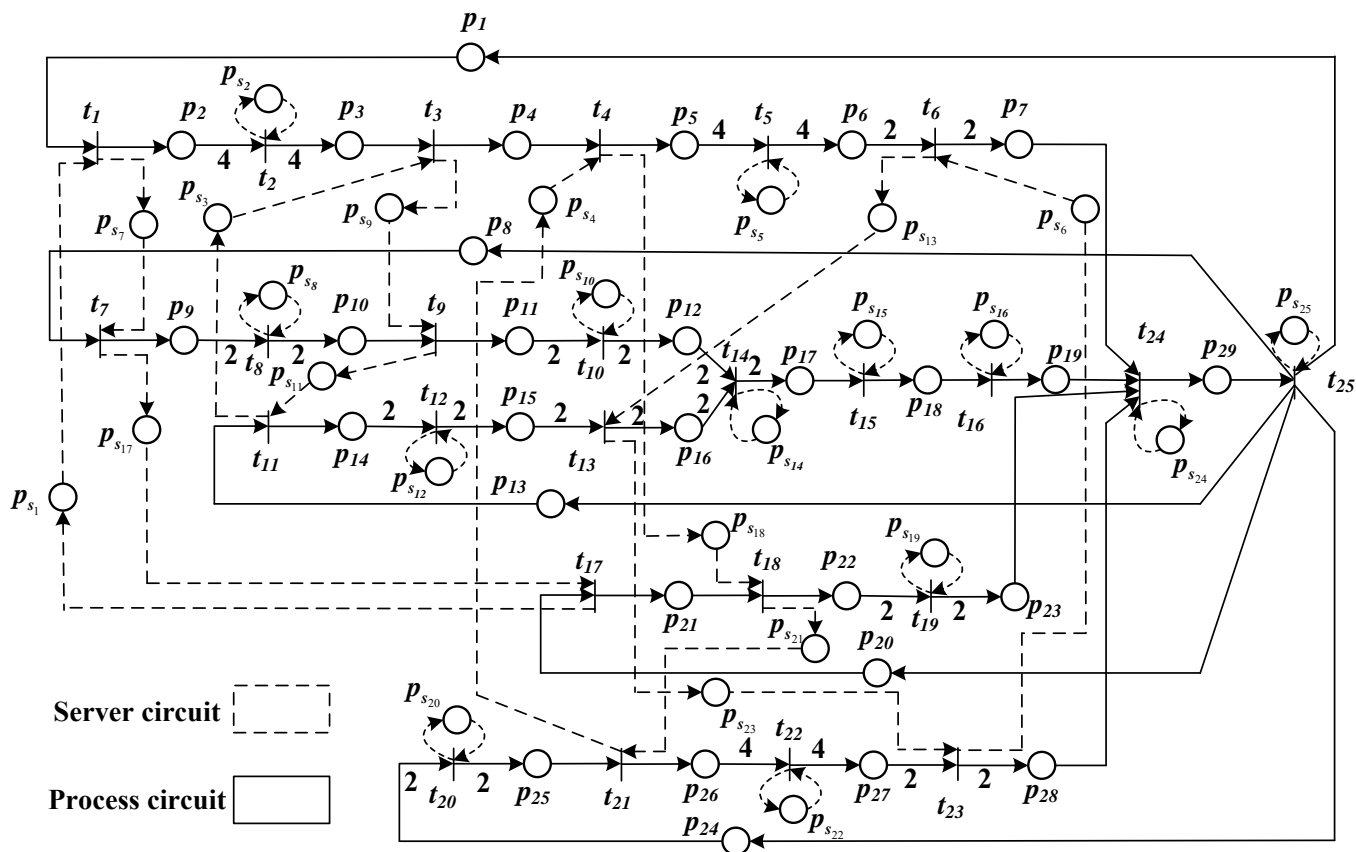 p1
ps2
t1 p2 p3 t3 p4 t4 p5 t5 p6 t6 p7
4 4 4 4 2 2
t2
ps3 ps9 ps4 ps5 ps6
ps7 p8 ps13
ps8 ps10 ps15 ps16 ps25
t7 p9 p10 t9 p11 p12 t24
t14 p17 p19 p29
2 2 2 2 2 2
t8 t10 t25
ps11 p15 t15 p18 t16
t12 2
2 2 2 2
t11 p14 t13 p16 ps14
ps17 ps12 ps24
ps1 p13
ps18 ps19
t17 t18 p22
2 2
p21 t19 p23
ps21 p20
ps20 ps23 t22
Server circuit
4 4
2 2 2 2
Process circuit
t20 p25 t21 p26 p27 t23 p28
p24 ps22